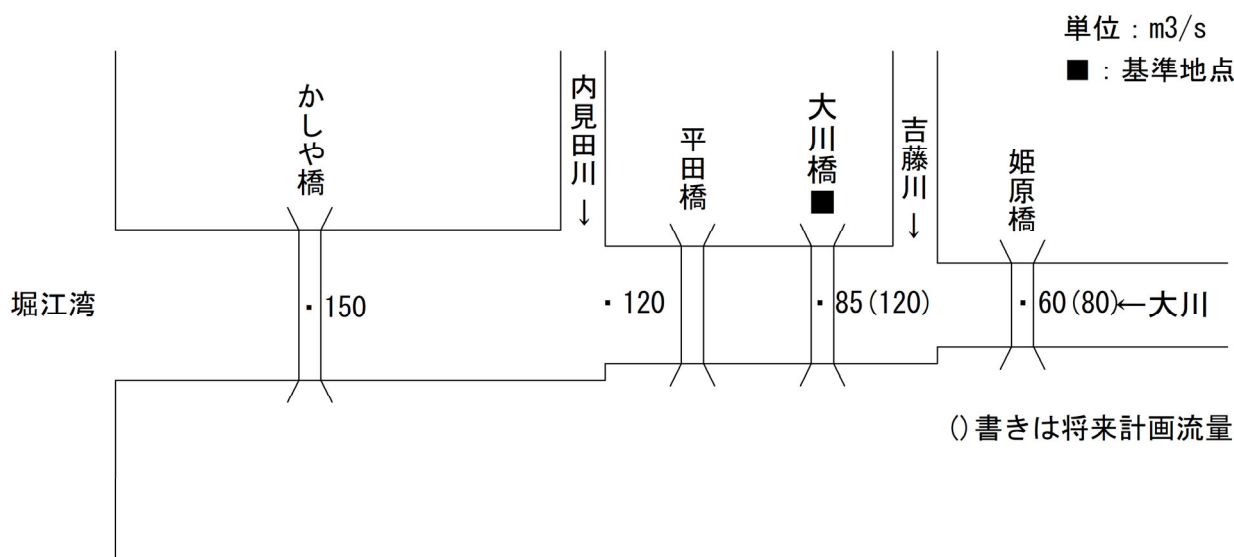 単位：m3/s
■：基準地点
かしや橋
内見田川
↓
平田橋
大川橋
■
吉藤川
↓
姫原橋
堀江湾
・150
・120
・85(120)
・60(80)←大川
()書きは将来計画流量